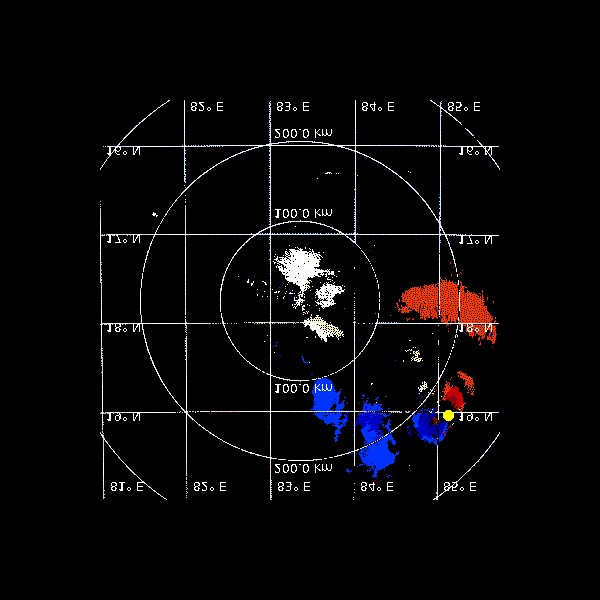 82° E 83° E 84° E 85° E
200.0 km
16° N 16° N
100.0 km
17° N 17° N
18° N 18° N
100.0 km
19° N 19° N
200.0 km
81° E 82° E 83° E 84° E 85° E